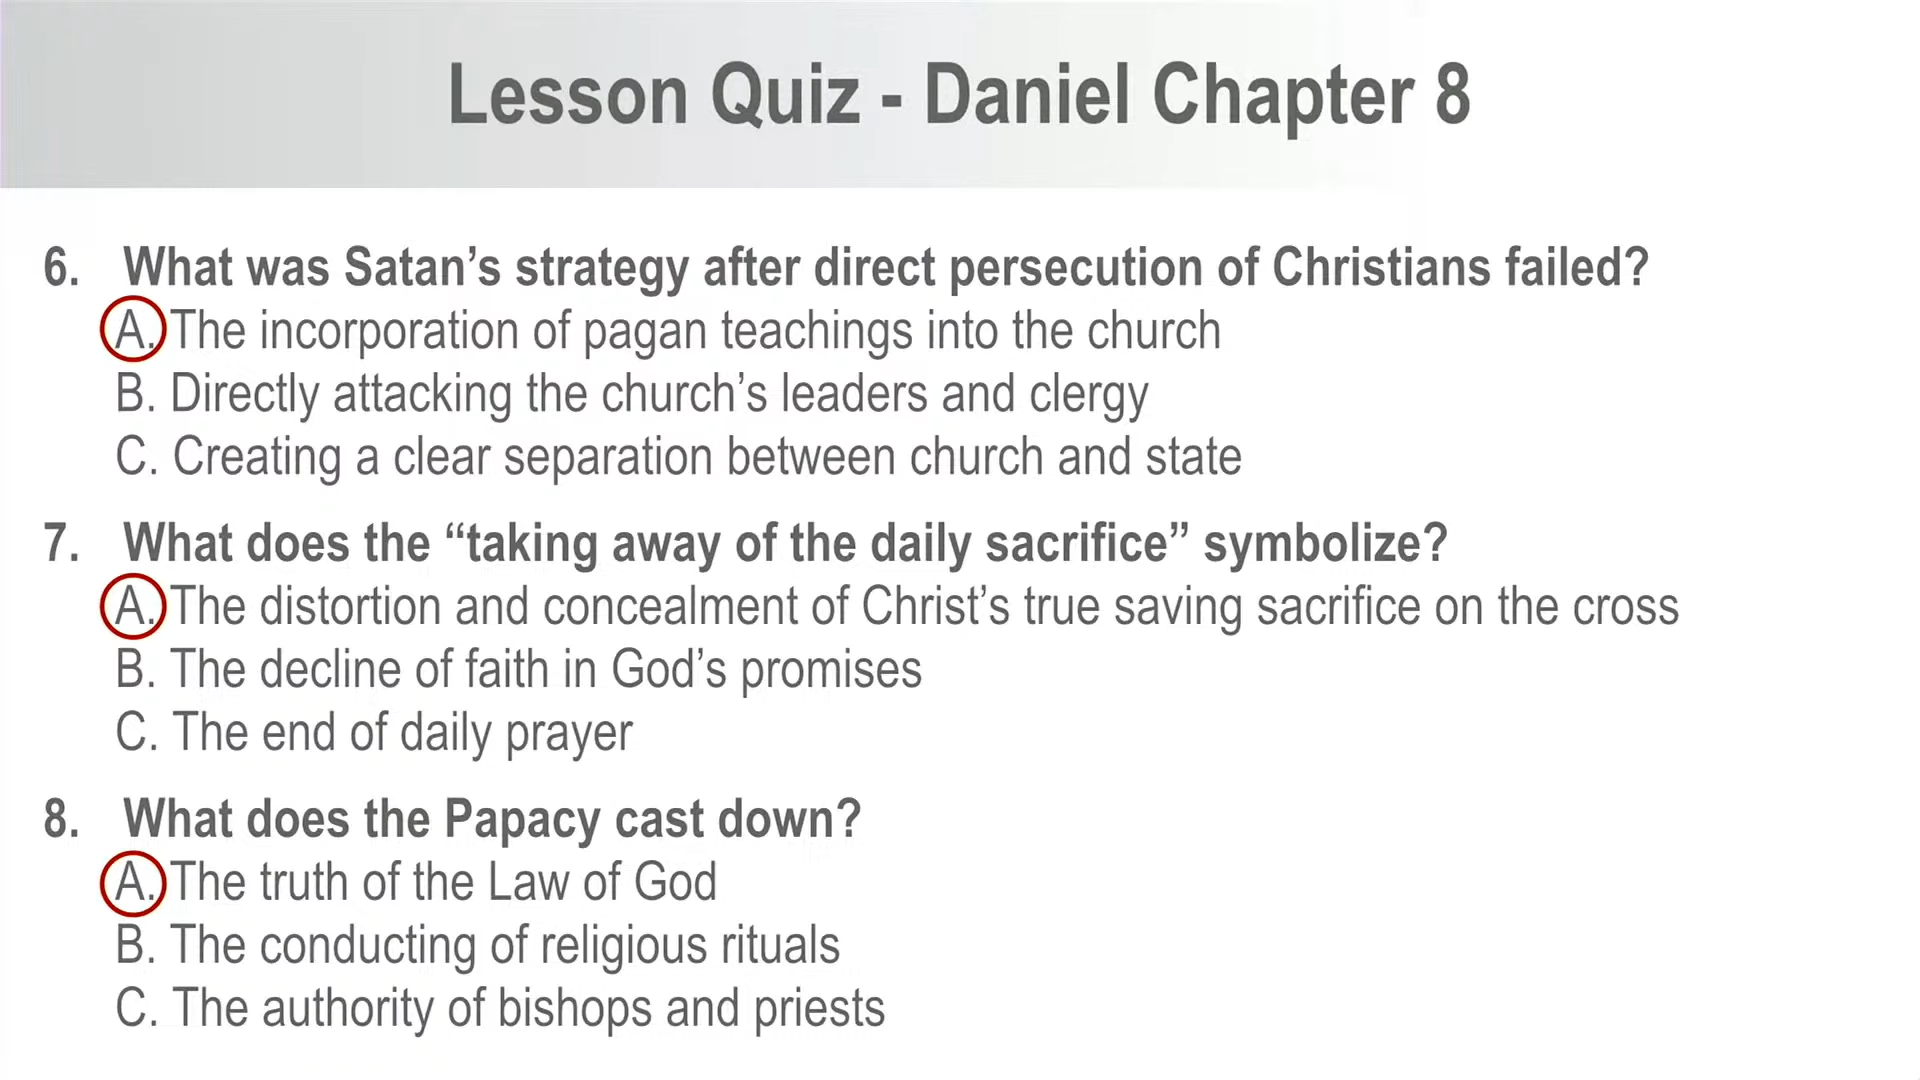 Lesson Quiz - Daniel Chapter 8
6. What was Satan’s strategy after direct persecution of Christians failed?
A. The incorporation of pagan teachings into the church
B. Directly attacking the church’s leaders and clergy
C. Creating a clear separation between church and state
7. What does the “taking away of the daily sacrifice” symbolize?
A. The distortion and concealment of Christ’s true saving sacrifice on the cross
B. The decline of faith in God’s promises
C. The end of daily prayer
8. What does the Papacy cast down?
A. The truth of the Law of God
B. The conducting of religious rituals
C. The authority of bishops and priests